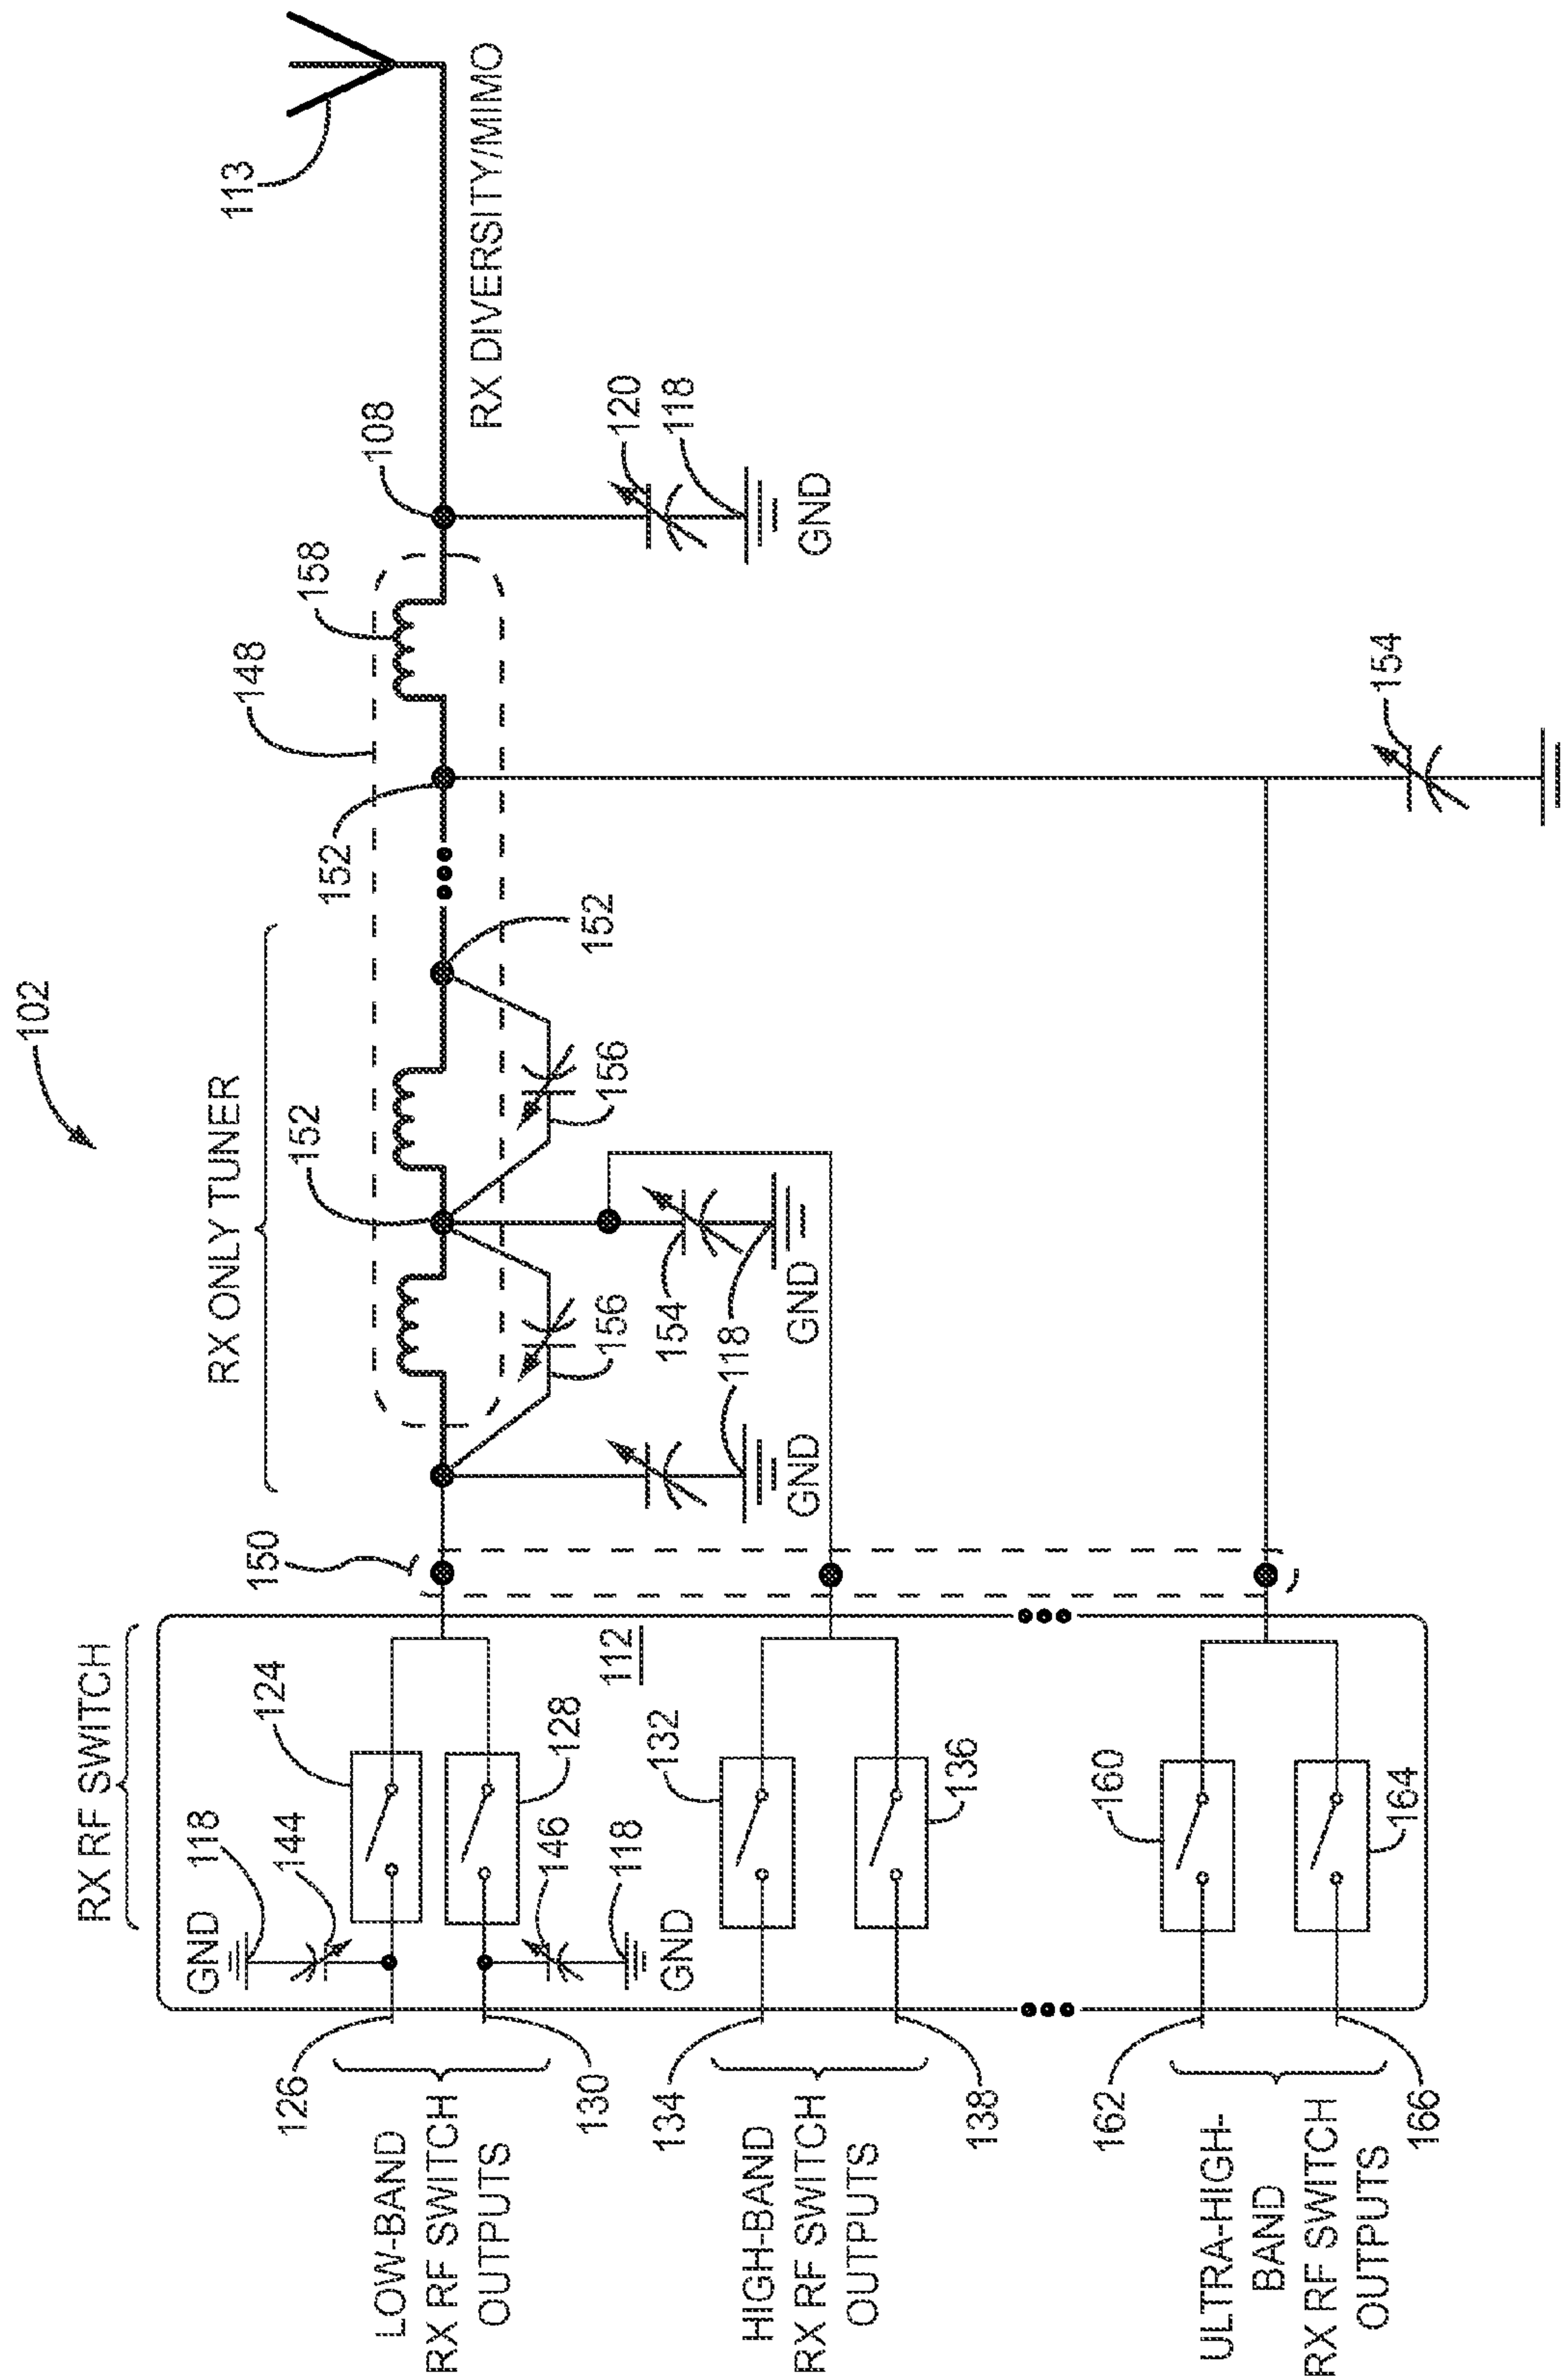 102
RX RF SWITCH
RX ONLY TUNER
113
GND
118
144
124
150
152
152
148
158
108
126
130
LOW-BAND
RX RF SWITCH
OUTPUTS
128
146
118
GND
112
156
156
152
RX DIVERSITY/MIMO
120
118
GND
154
118
GND
GND
134
138
HIGH-BAND
RX RF SWITCH
OUTPUTS
132
136
162
166
ULTRA-HIGH-
BAND
RX RF SWITCH
OUTPUTS
160
164
154